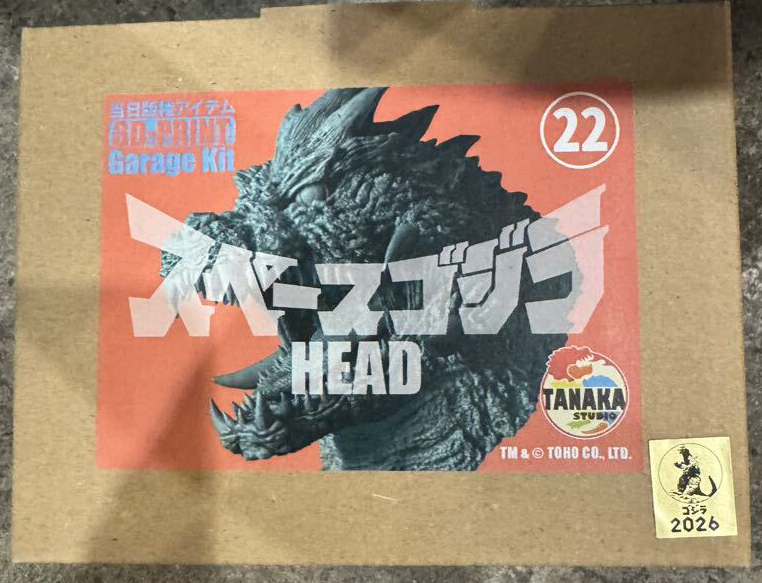 当日版権アイテム
3D-PRINT
Garage Kit
22
スペースゴジラ
HEAD
TANAKA
STUDIO
TM & © TOHO CO., LTD.
ゴジラ
2026